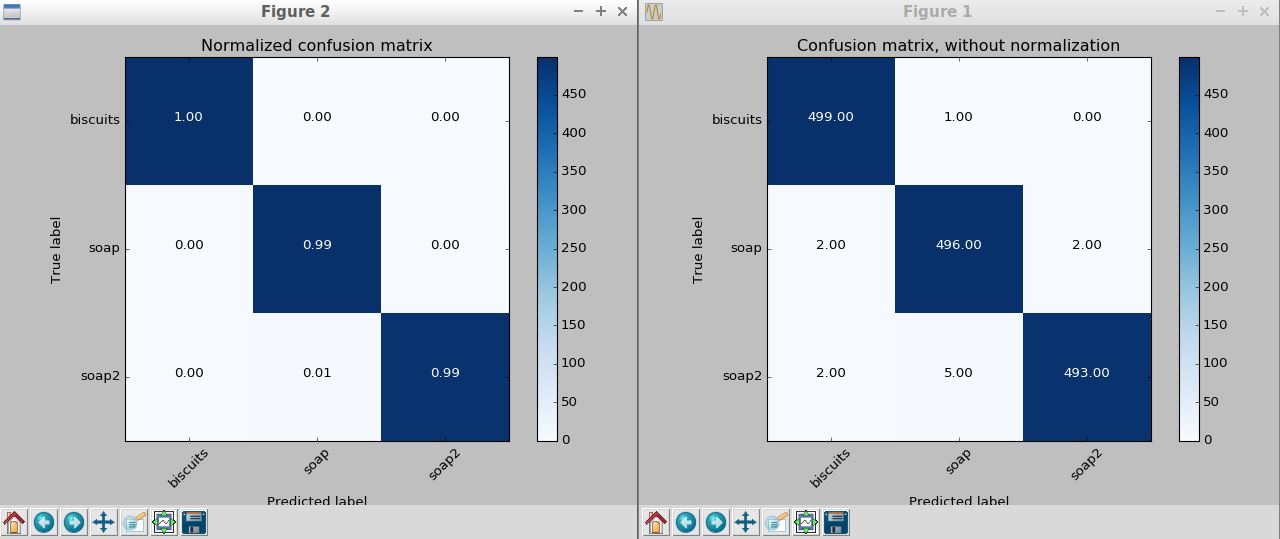 Figure 2
Normalized confusion matrix
biscuits 1.00 0.00 0.00
soap 0.00 0.99 0.00
soap2 0.00 0.01 0.99
True label
biscuits soap soap2
Predicted label
450
400
350
300
250
200
150
100
50
0
Figure 1
Confusion matrix, without normalization
biscuits 499.00 1.00 0.00
soap 2.00 496.00 2.00
soap2 2.00 5.00 493.00
True label
biscuits soap soap2
Predicted label
450
400
350
300
250
200
150
100
50
0